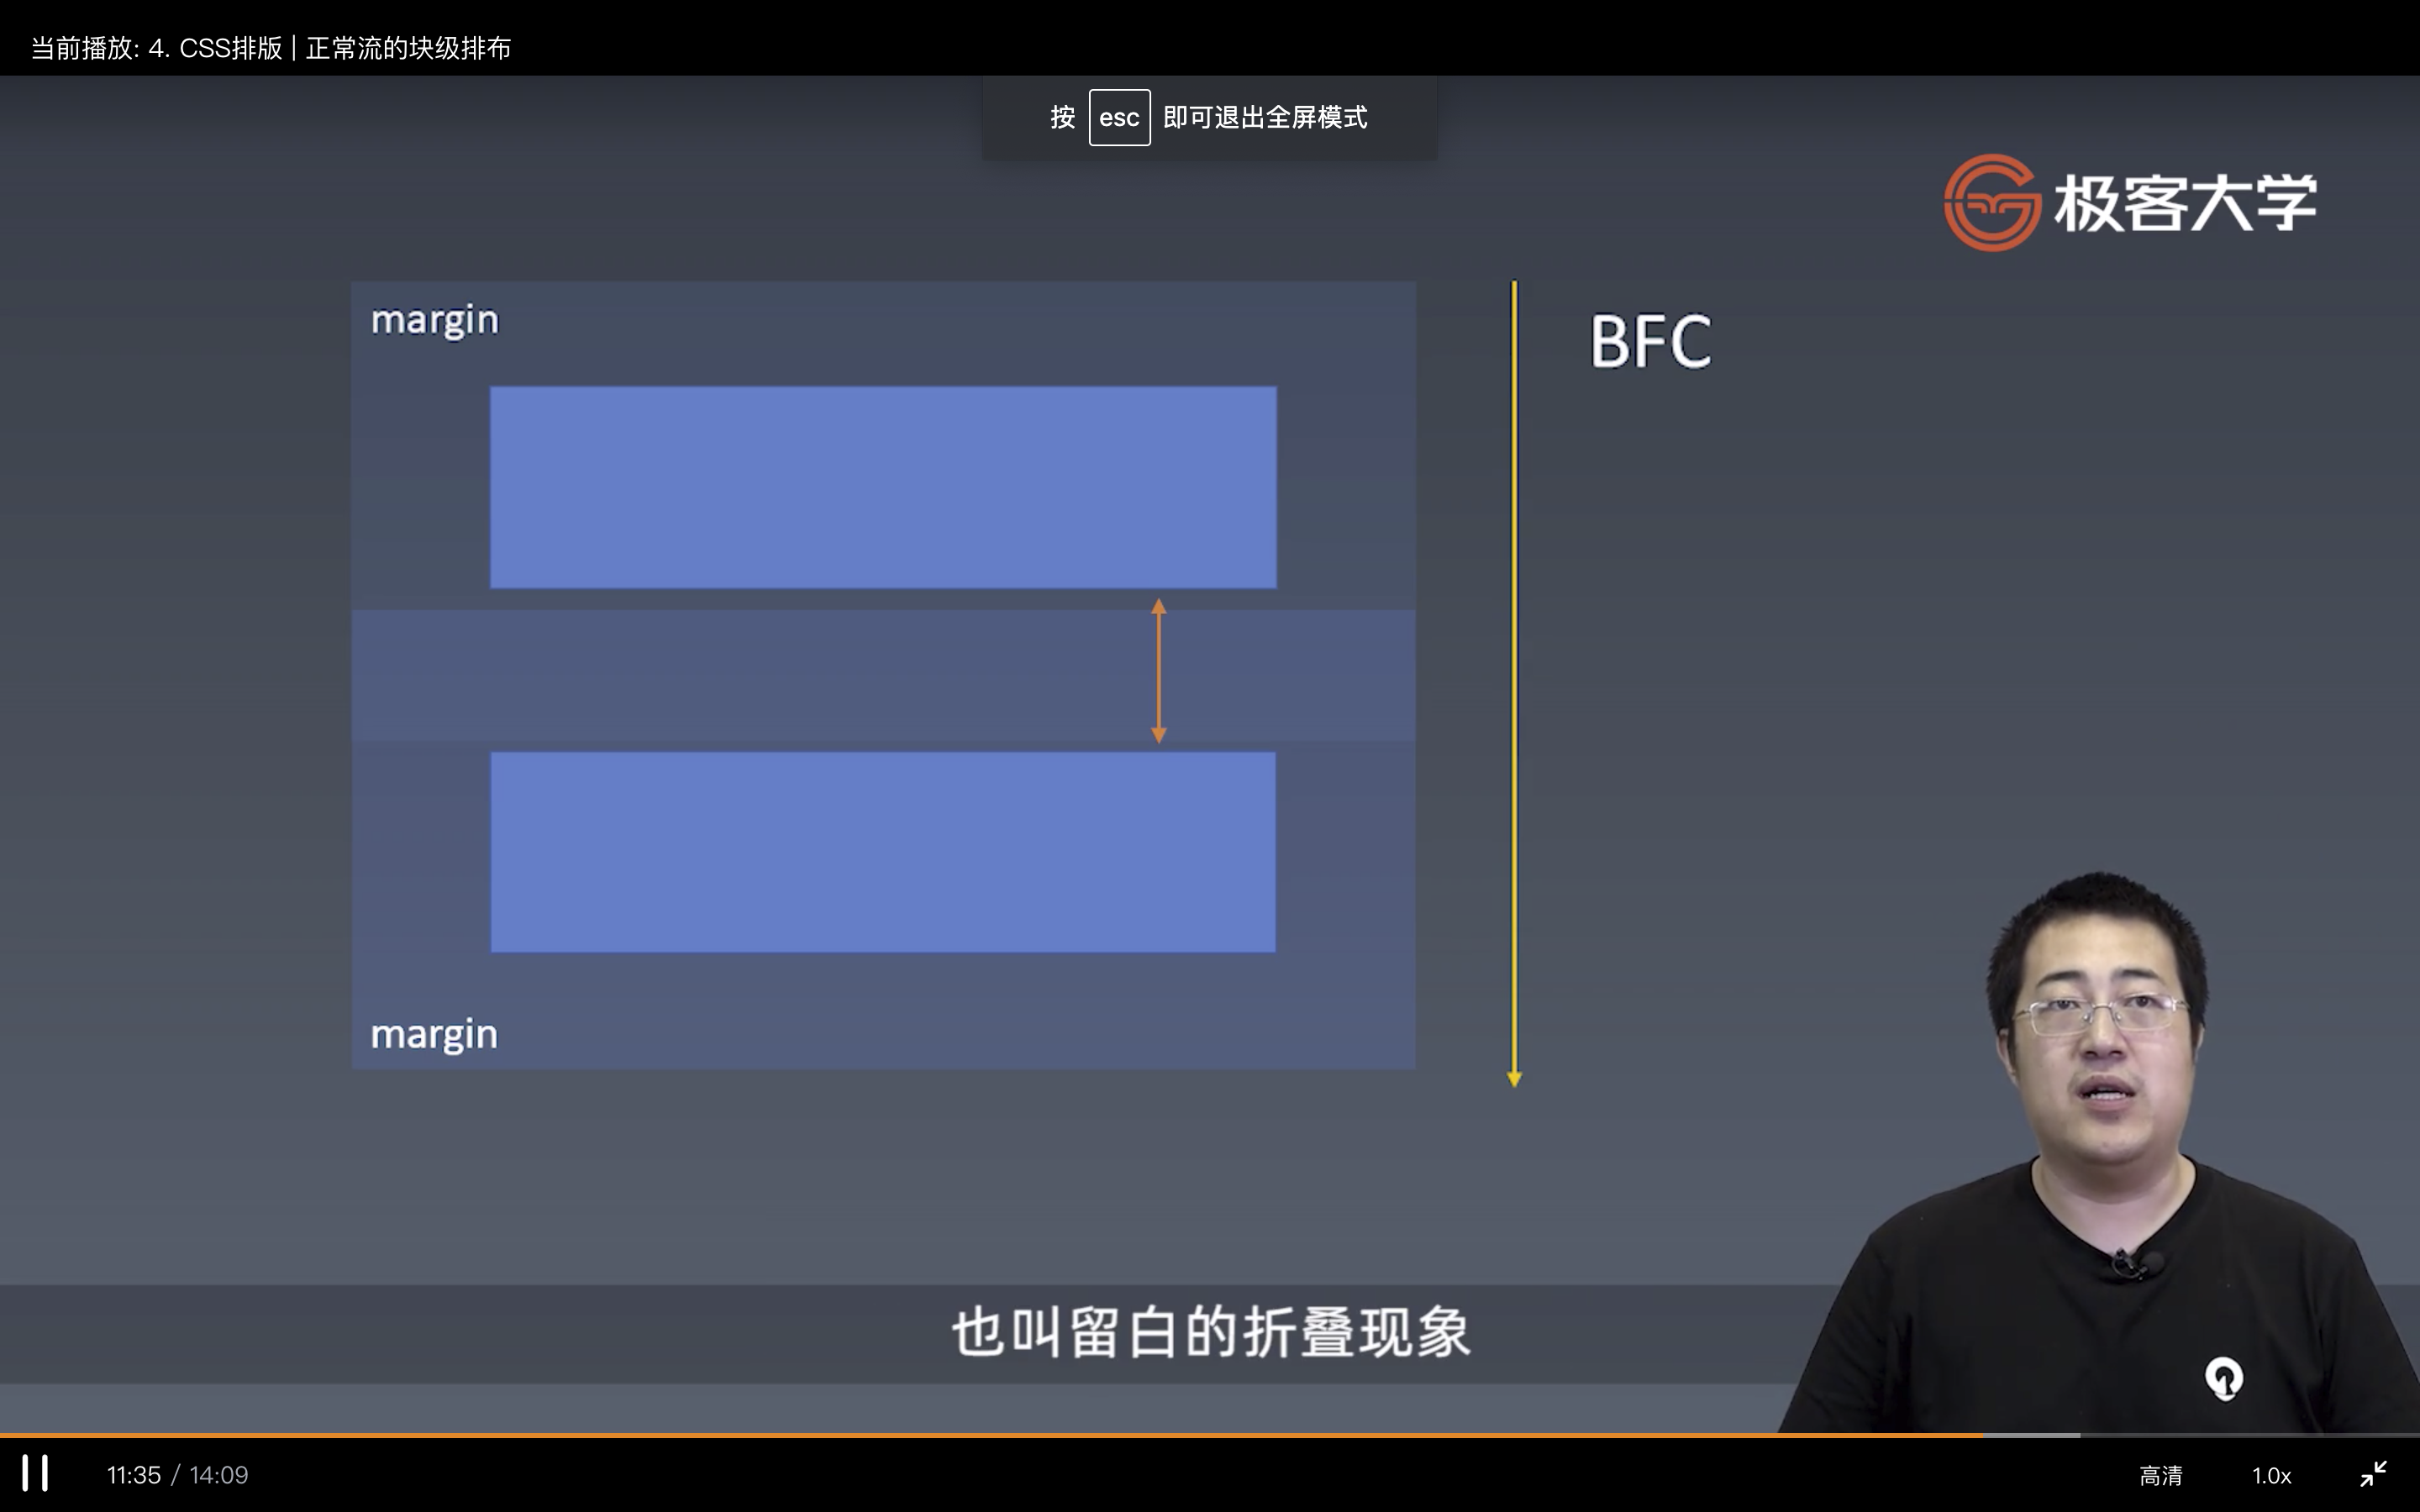 当前播放: 4. CSS排版 | 正常流的块级排布
按 esc 即可退出全屏模式
极客大学
margin
BFC
margin
也叫留白的折叠现象
11:35 / 14:09
高清
1.0x